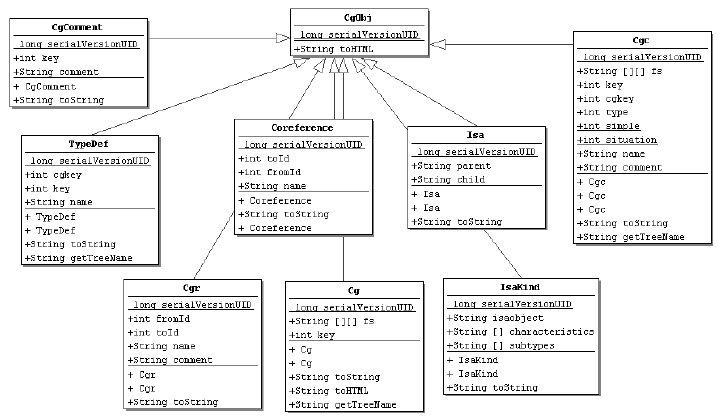 CgObj
long serialVersionUID
+String toHTML
CgComment
long serialVersionUID
+int key
+String comment
+ CgComment
+String toString
Cgc
long serialVersionUID
+String [][] fs
+int key
+int cgkey
+int type
+int simple
+int situation
+String name
+String comment
+ Cgc
+ Cgc
+ Cgc
+String toString
+String getTreeName
TypeDef
long serialVersionUID
+int cgkey
+int key
+String name
+ TypeDef
+ TypeDef
+String toString
+String getTreeName
Coreference
long serialVersionUID
+int toId
+int fromId
+String name
+ Coreference
+String toString
+ Coreference
Isa
long serialVersionUID
+String parent
+String child
+ Isa
+ Isa
+String toString
Cgr
long serialVersionUID
+int fromId
+int toId
+String name
+String comment
+ Cgr
+ Cgr
+String toString
Cg
long serialVersionUID
+String [][] fs
+int key
+ Cg
+ Cg
+String toString
+String toHTML
+String getTreeName
IsaKind
long serialVersionUID
+String isaobject
+String [] characteristics
+String [] subtypes
+ IsaKind
+ IsaKind
+String toString